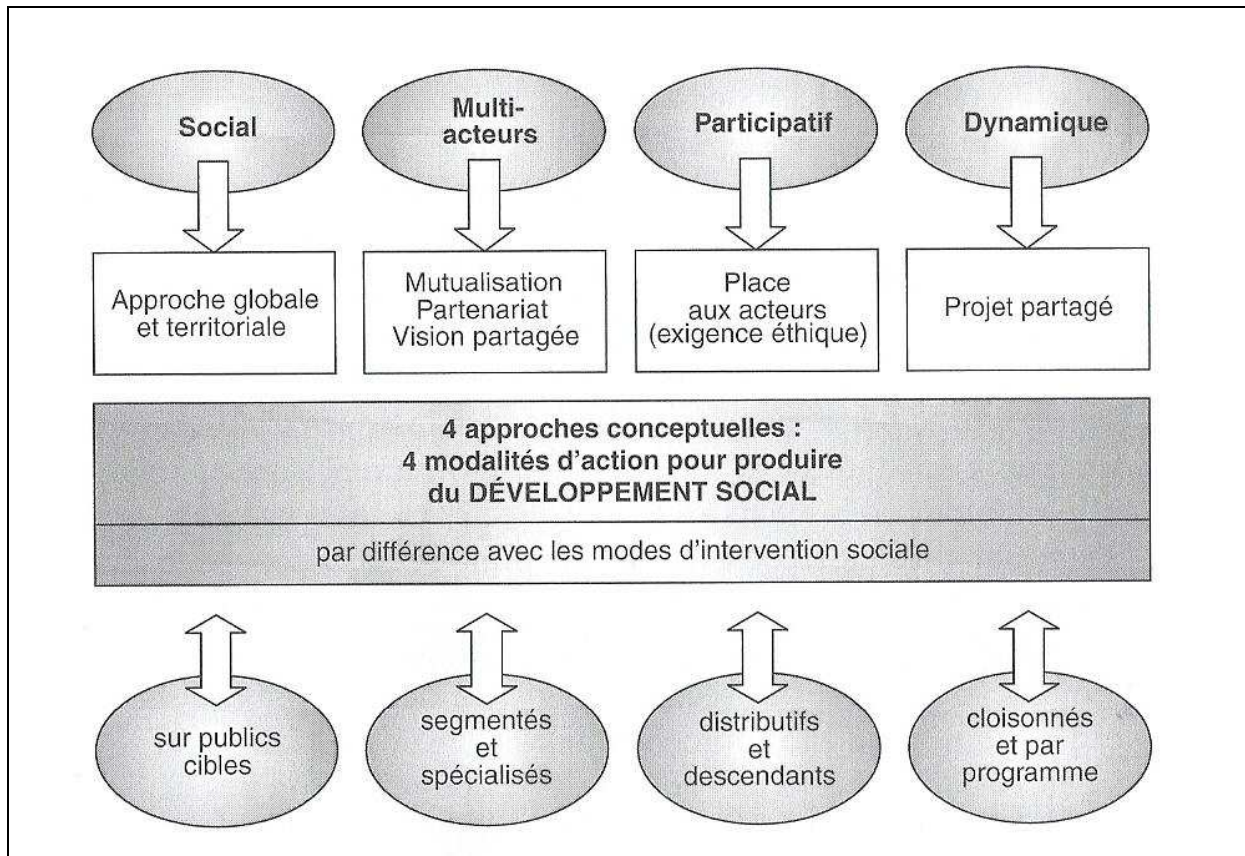 Social
Multi-
acteurs
Participatif
Dynamique
Approche globale
et territoriale
Mutualisation
Partenariat
Vision partagée
Place
aux acteurs
(exigence éthique)
Projet partagé
4 approches conceptuelles :
4 modalités d'action pour produire
du DÉVELOPPEMENT SOCIAL
par différence avec les modes d'intervention sociale
sur publics
cibles
segmentés
et
spécialisés
distributifs
et
descendants
cloisonnés
et par
programme